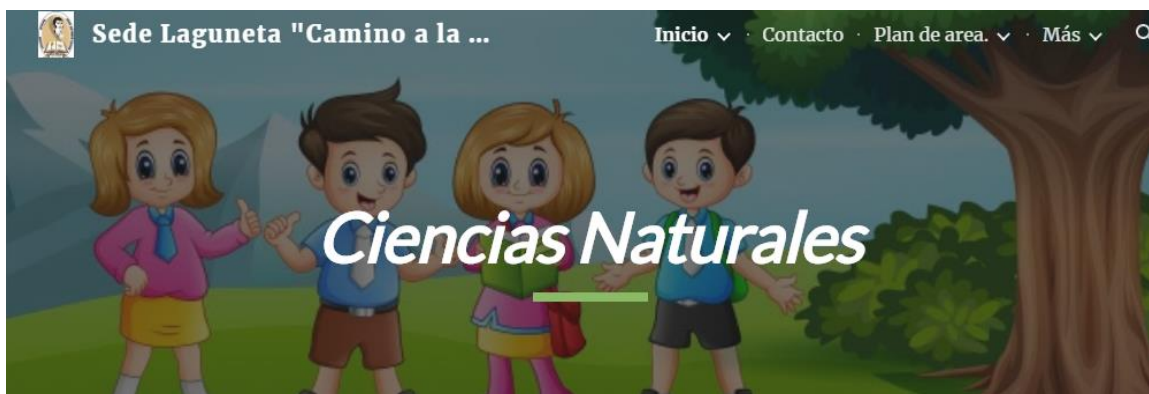 Sede Laguneta "Camino a la ...
Inicio · Contacto · Plan de area. · Más
Ciencias Naturales